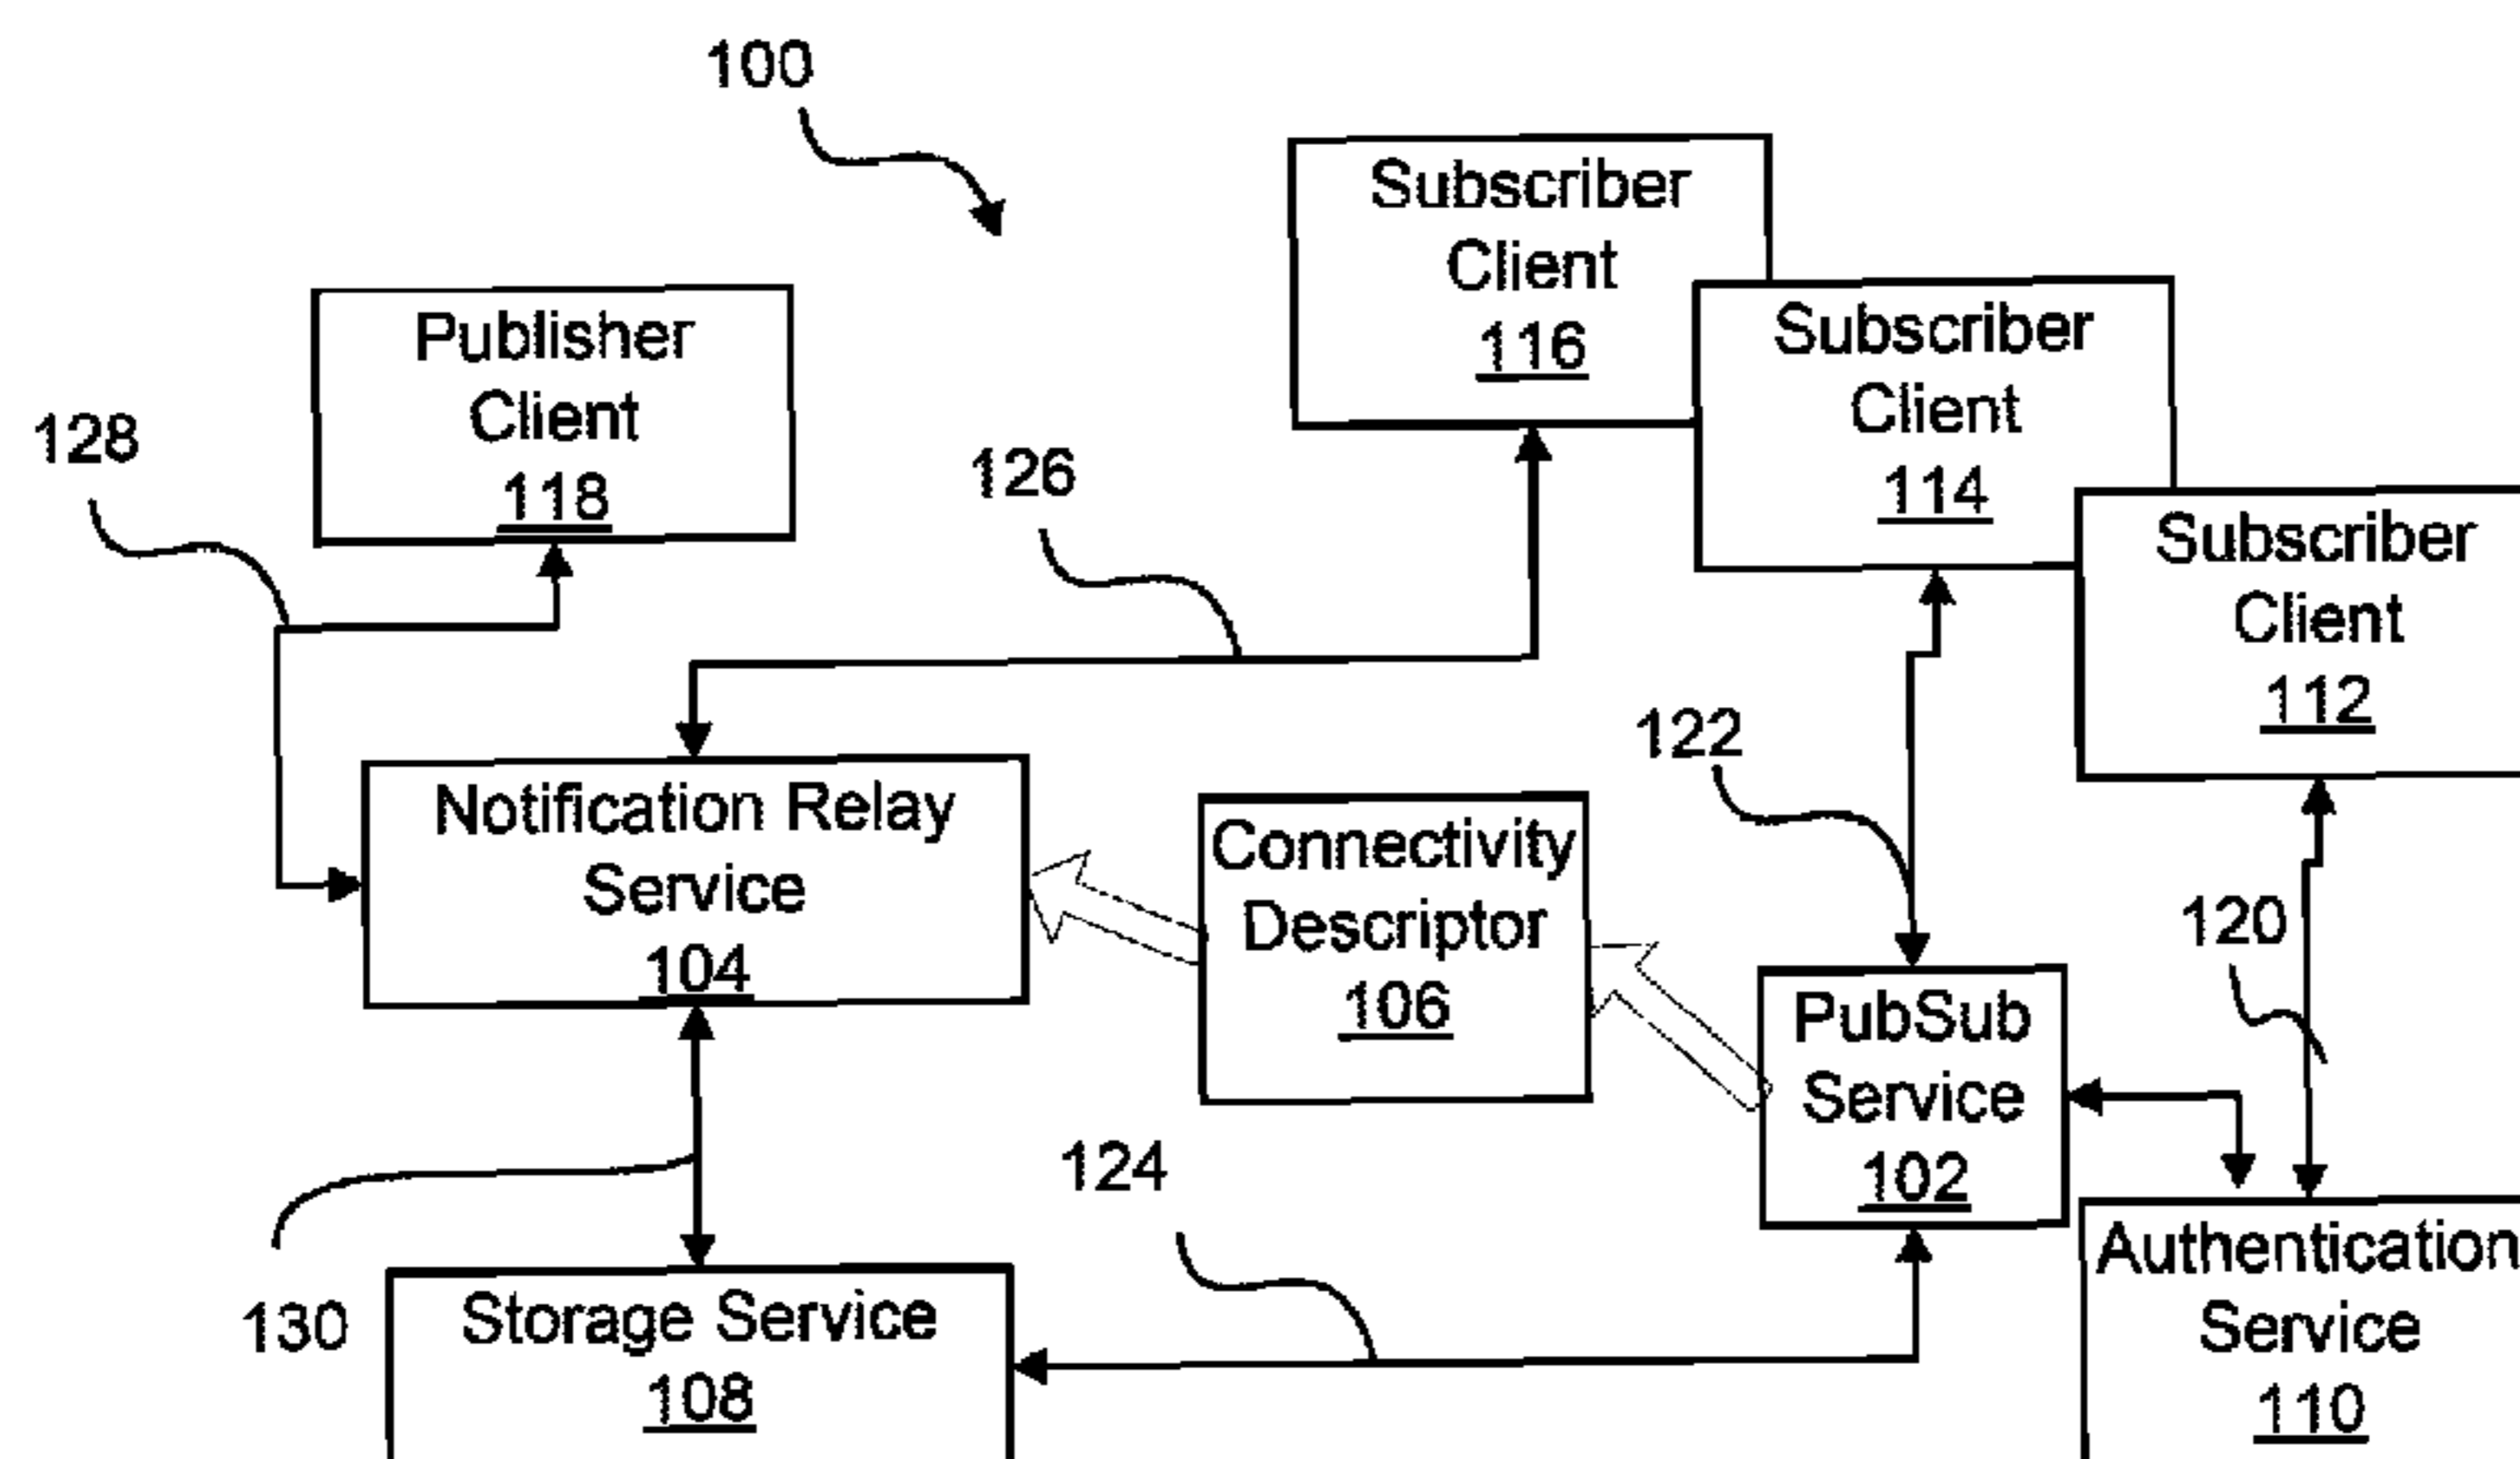 100
Subscriber
Client
116
Publisher
Client
118
Subscriber
Client
114
128
126
Subscriber
Client
112
Notification Relay
Service
104
122
Connectivity
Descriptor
106
120
PubSub
Service
102
124
130
Storage Service
108
Authentication
Service
110